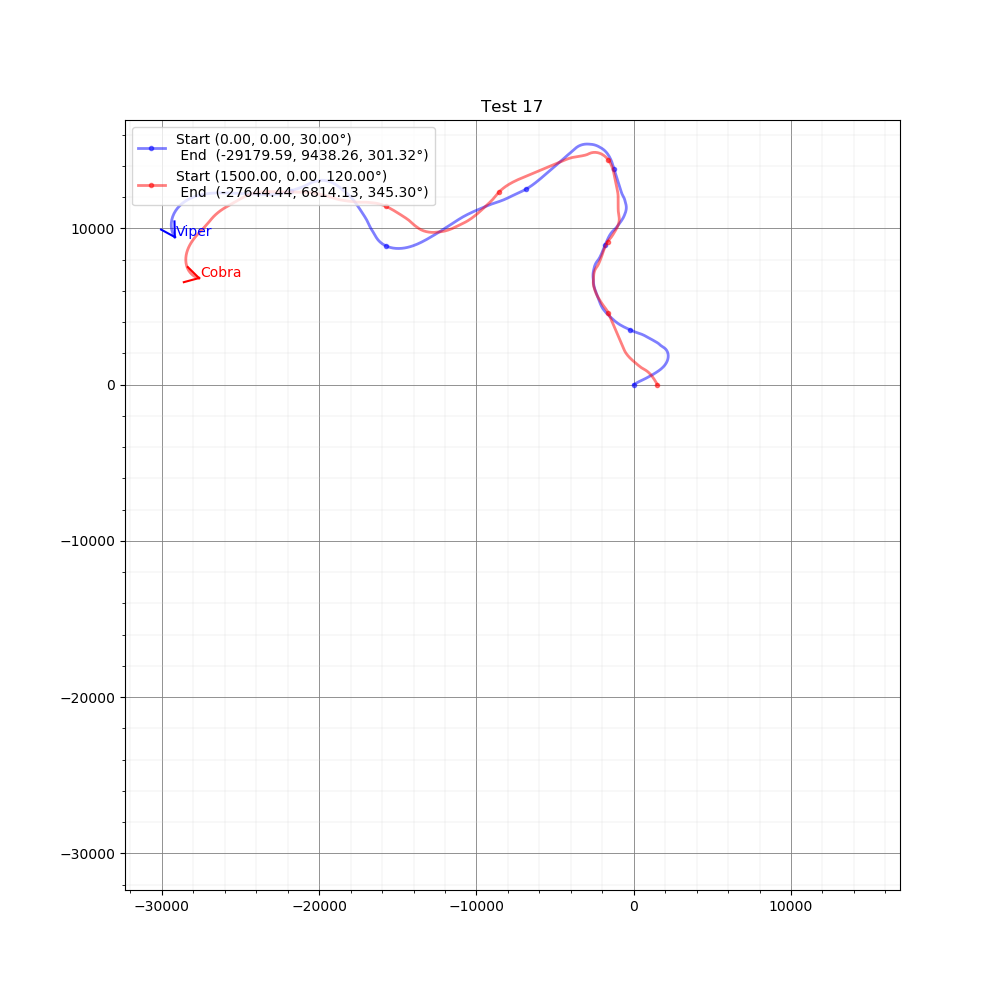 Test 17
Start (0.00, 0.00, 30.00°)
End (-29179.59, 9438.26, 301.32°)
Start (1500.00, 0.00, 120.00°)
End (-27644.44, 6814.13, 345.30°)
Viper
Cobra
10000
0
−10000
−20000
−30000
−30000 −20000 −10000 0 10000